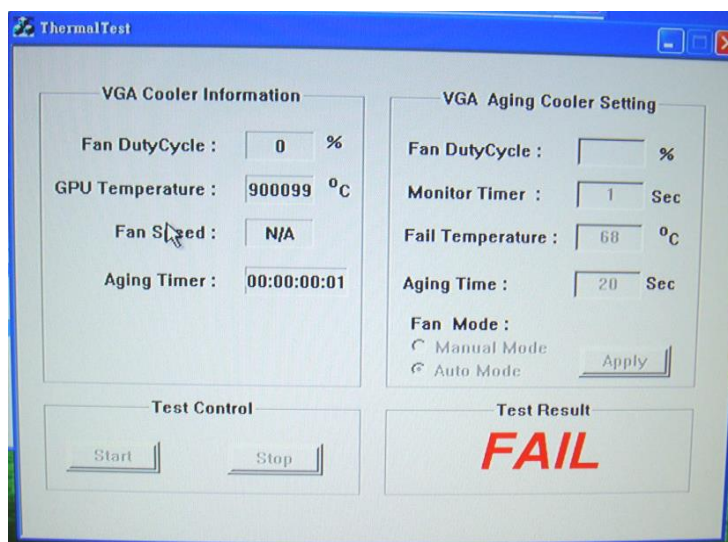 ThermalTest
VGA Cooler Information
Fan DutyCycle : 0 %
GPU Temperature : 900099 °C
Fan Speed : N/A
Aging Timer : 00:00:00:01
VGA Aging Cooler Setting
Fan DutyCycle : %
Monitor Timer : 1 Sec
Fail Temperature : 68 °C
Aging Time : 20 Sec
Fan Mode :
Manual Mode
Auto Mode
Apply
Test Control
Start Stop
Test Result
FAIL